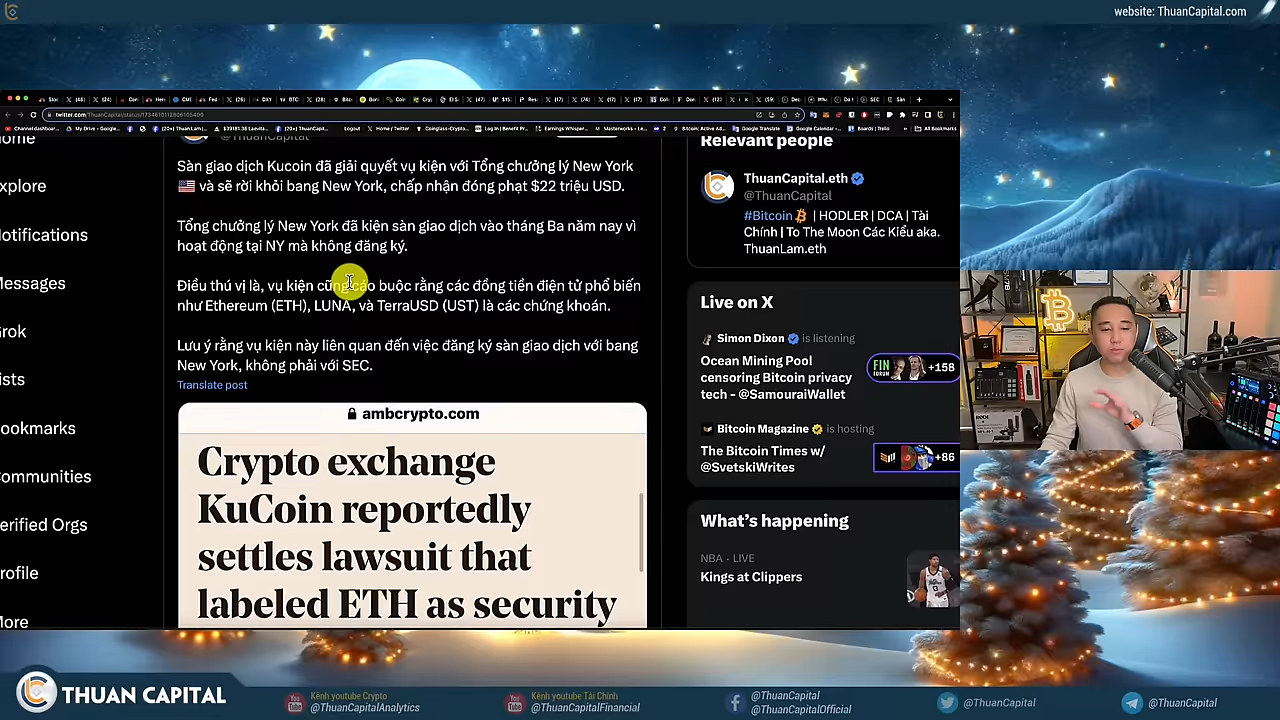 website: ThuanCapital.com
@ThuanCapital
Sàn giao dịch Kucoin đã giải quyết vụ kiện với Tổng chưởng lý New York
và sẽ rời khỏi bang New York, chấp nhận đóng phạt $22 triệu USD.
Tổng chưởng lý New York đã kiện sàn giao dịch vào tháng Ba năm nay vì
hoạt động tại NY mà không đăng ký.
Điều thú vị là, vụ kiện cũng cáo buộc rằng các đồng tiền điện tử phổ biến
như Ethereum (ETH), LUNA, và TerraUSD (UST) là các chứng khoán.
Lưu ý rằng vụ kiện này liên quan đến việc đăng ký sàn giao dịch với bang
New York, không phải với SEC.
Translate post
ambcrypto.com
Crypto exchange
KuCoin reportedly
settles lawsuit that
labeled ETH as security
ome
xplore
otifications
essages
rok
ists
ookmarks
ommunities
erified Orgs
rofile
ore
Relevant people
ThuanCapital.eth
@ThuanCapital
#Bitcoin | HODLER | DCA | Tài
Chính | To The Moon Các Kiểu aka.
ThuanLam.eth
Live on X
Simon Dixon is listening
Ocean Mining Pool
censoring Bitcoin privacy
tech - @SamouraiWallet
+158
Bitcoin Magazine is hosting
The Bitcoin Times w/
@SvetskiWrites
+86
What's happening
NBA · LIVE
Kings at Clippers
THUAN CAPITAL
Kênh youtube Crypto
@ThuanCapitalAnalytics
Kênh youtube Tài Chính
@ThuanCapitalFinancial
@ThuanCapital
@ThuanCapitalOfficial
@ThuanCapital
@ThuanCapital